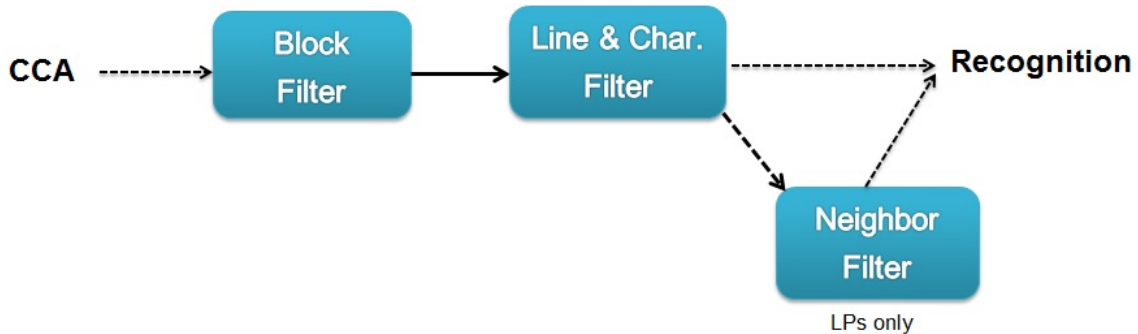 CCA
Block
Filter
Line & Char.
Filter
Recognition
Neighbor
Filter
LPs only